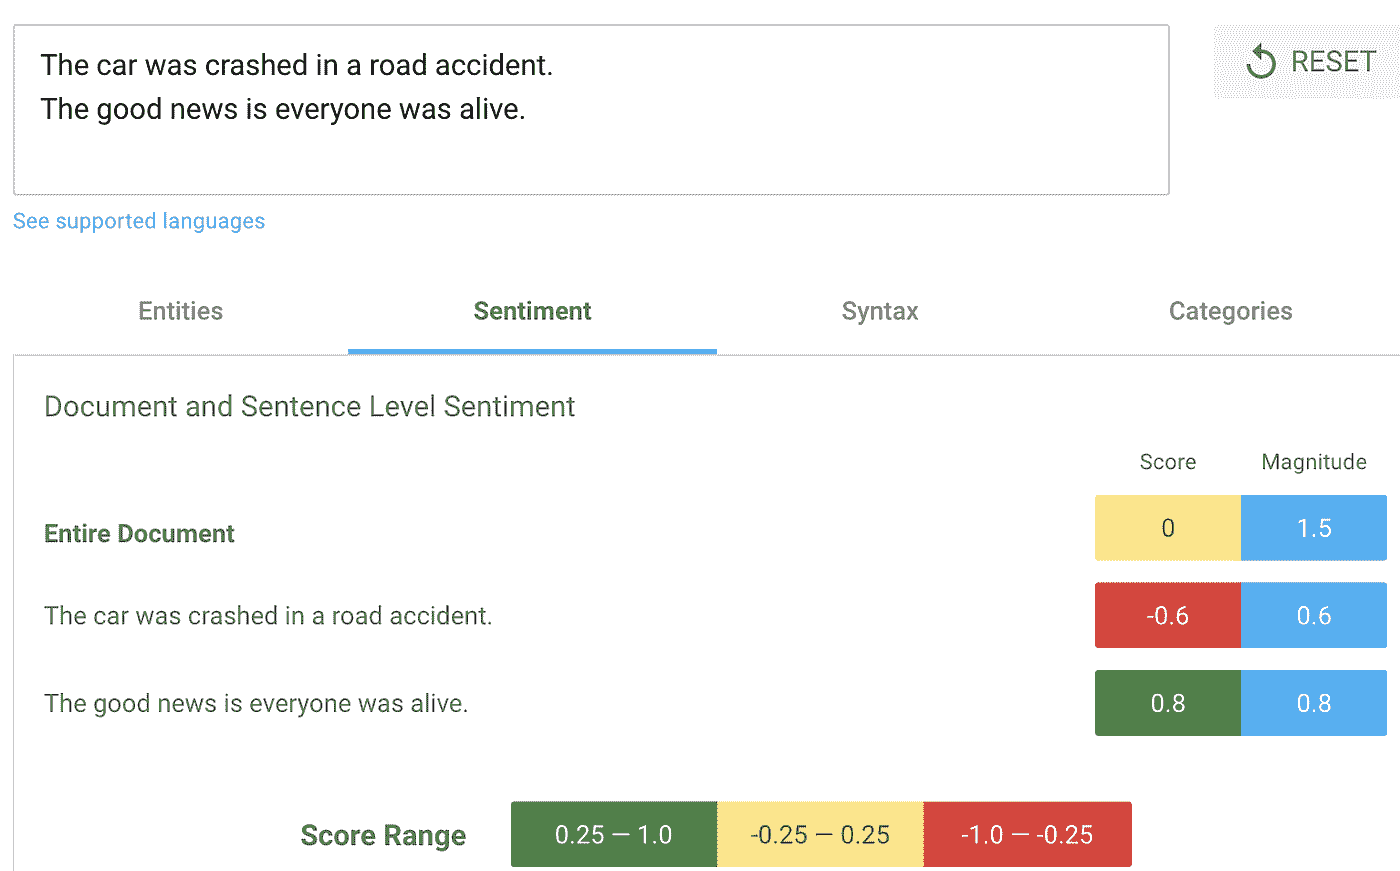 The car was crashed in a road accident.
The good news is everyone was alive.
RESET
See supported languages
Entities Sentiment Syntax Categories
Document and Sentence Level Sentiment
Score Magnitude
Entire Document 0 1.5
The car was crashed in a road accident. -0.6 0.6
The good news is everyone was alive. 0.8 0.8
Score Range 0.25 — 1.0 -0.25 — 0.25 -1.0 — -0.25